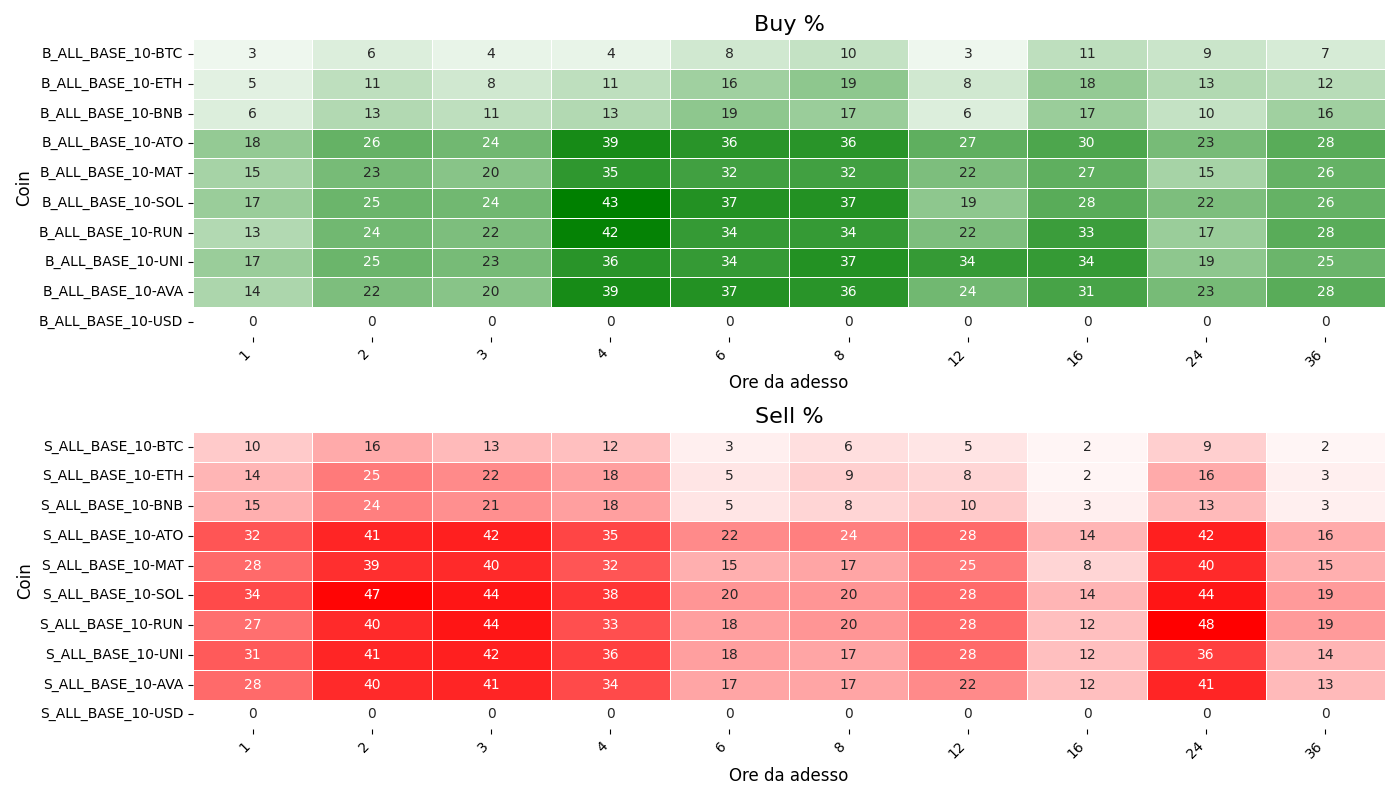 Buy %
Coin
B_ALL_BASE_10-BTC 3 6 4 4 8 10 3 11 9 7
B_ALL_BASE_10-ETH 5 11 8 11 16 19 8 18 13 12
B_ALL_BASE_10-BNB 6 13 11 13 19 17 6 17 10 16
B_ALL_BASE_10-ATO 18 26 24 39 36 36 27 30 23 28
B_ALL_BASE_10-MAT 15 23 20 35 32 32 22 27 15 26
B_ALL_BASE_10-SOL 17 25 24 43 37 37 19 28 22 26
B_ALL_BASE_10-RUN 13 24 22 42 34 34 22 33 17 28
B_ALL_BASE_10-UNI 17 25 23 36 34 37 34 34 19 25
B_ALL_BASE_10-AVA 14 22 20 39 37 36 24 31 23 28
B_ALL_BASE_10-USD 0 0 0 0 0 0 0 0 0 0
1 2 3 4 6 8 12 16 24 36
Ore da adesso
Sell %
Coin
S_ALL_BASE_10-BTC 10 16 13 12 3 6 5 2 9 2
S_ALL_BASE_10-ETH 14 25 22 18 5 9 8 2 16 3
S_ALL_BASE_10-BNB 15 24 21 18 5 8 10 3 13 3
S_ALL_BASE_10-ATO 32 41 42 35 22 24 28 14 42 16
S_ALL_BASE_10-MAT 28 39 40 32 15 17 25 8 40 15
S_ALL_BASE_10-SOL 34 47 44 38 20 20 28 14 44 19
S_ALL_BASE_10-RUN 27 40 44 33 18 20 28 12 48 19
S_ALL_BASE_10-UNI 31 41 42 36 18 17 28 12 36 14
S_ALL_BASE_10-AVA 28 40 41 34 17 17 22 12 41 13
S_ALL_BASE_10-USD 0 0 0 0 0 0 0 0 0 0
1 2 3 4 6 8 12 16 24 36
Ore da adesso